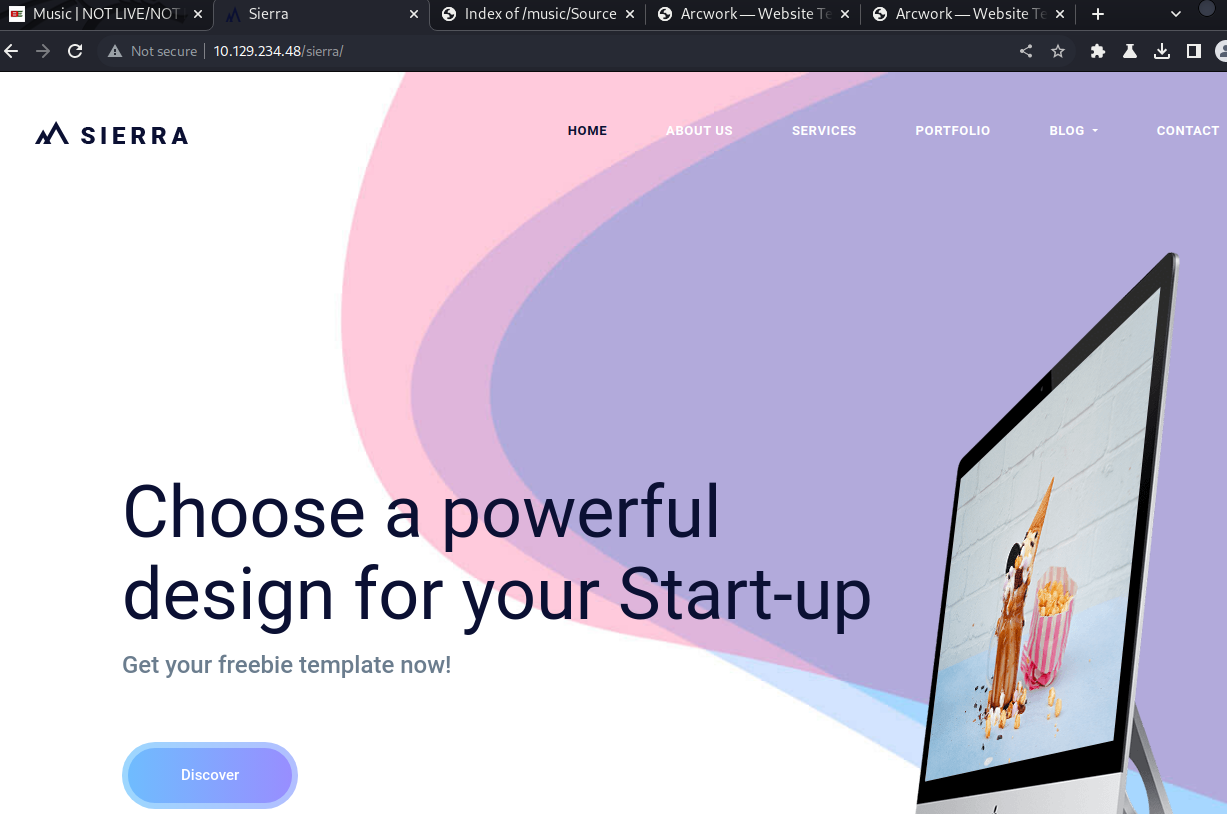 Music | NOT LIVE/NOT
Sierra
Index of /music/Source
Arcwork — Website Te
Arcwork — Website Te
Not secure
10.129.234.48/sierra/
SIERRA
HOME
ABOUT US
SERVICES
PORTFOLIO
BLOG
CONTACT
Choose a powerful
design for your Start-up
Get your freebie template now!
Discover